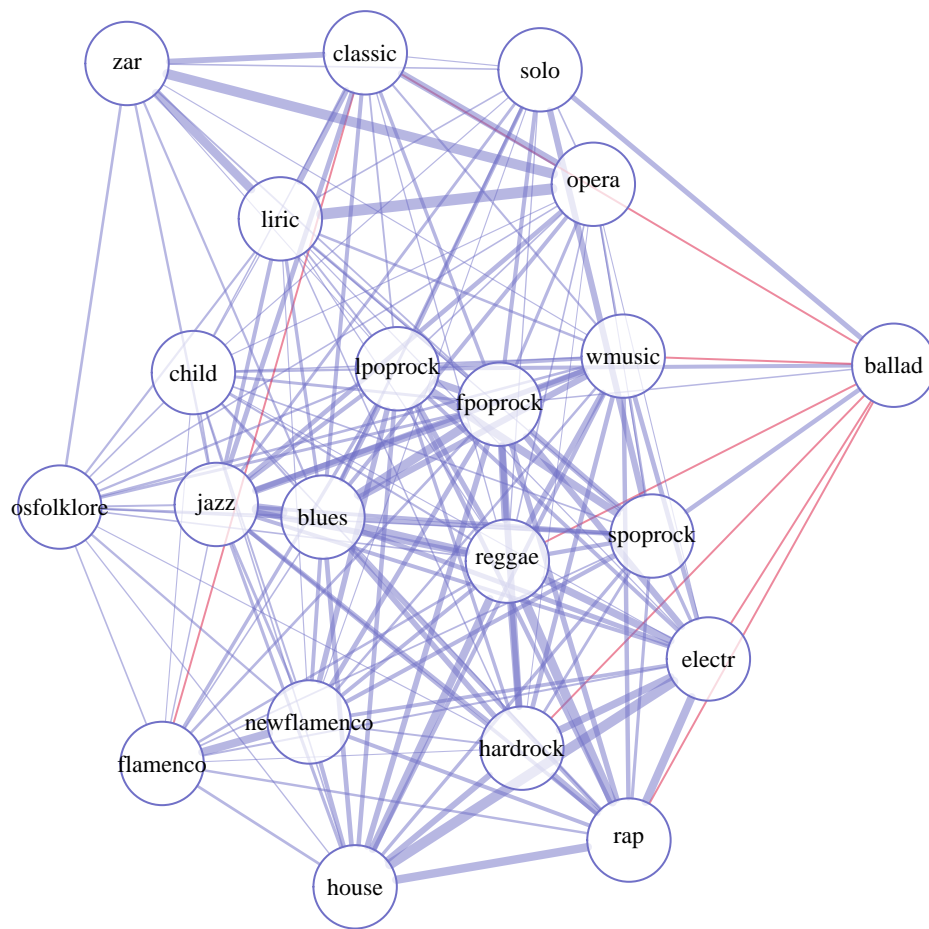 classic
zar
solo
opera
liric
wmusic
lpoprock
ballad
child
fpoprock
jazz
osfolklore
blues
spoprock
reggae
electr
newflamenco
hardrock
flamenco
rap
house